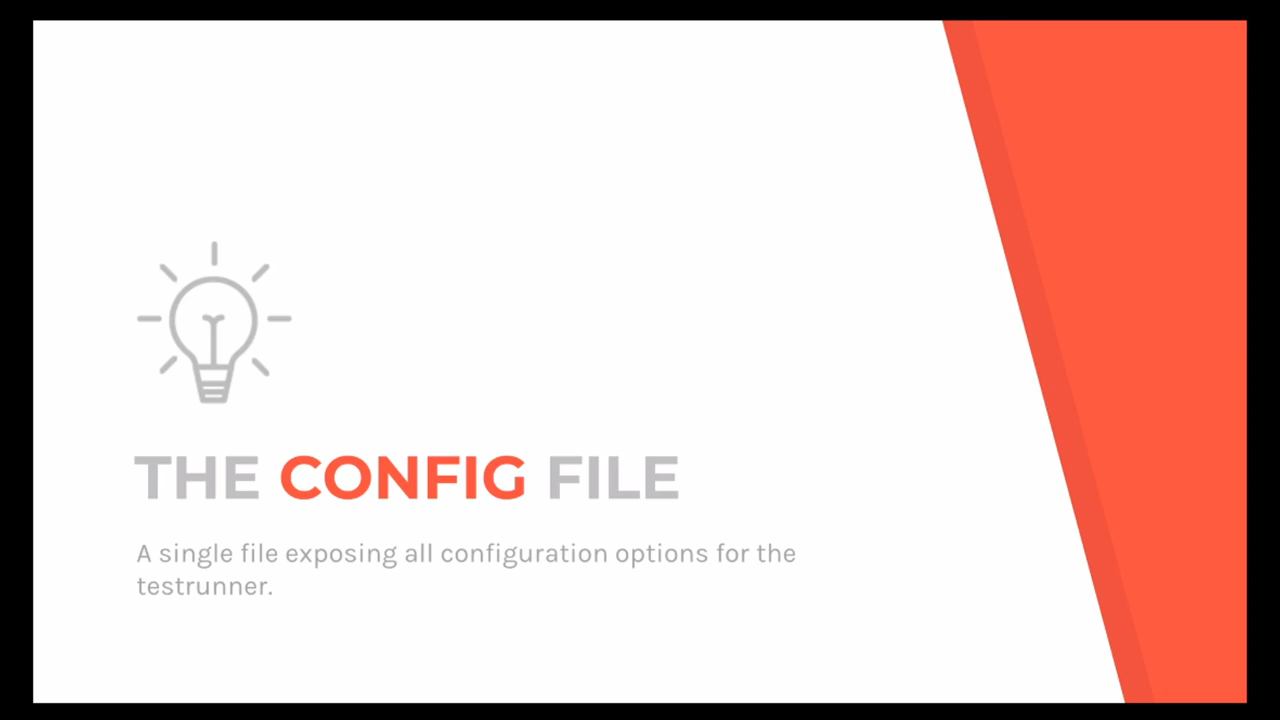 THE CONFIG FILE
A single file exposing all configuration options for the
testrunner.